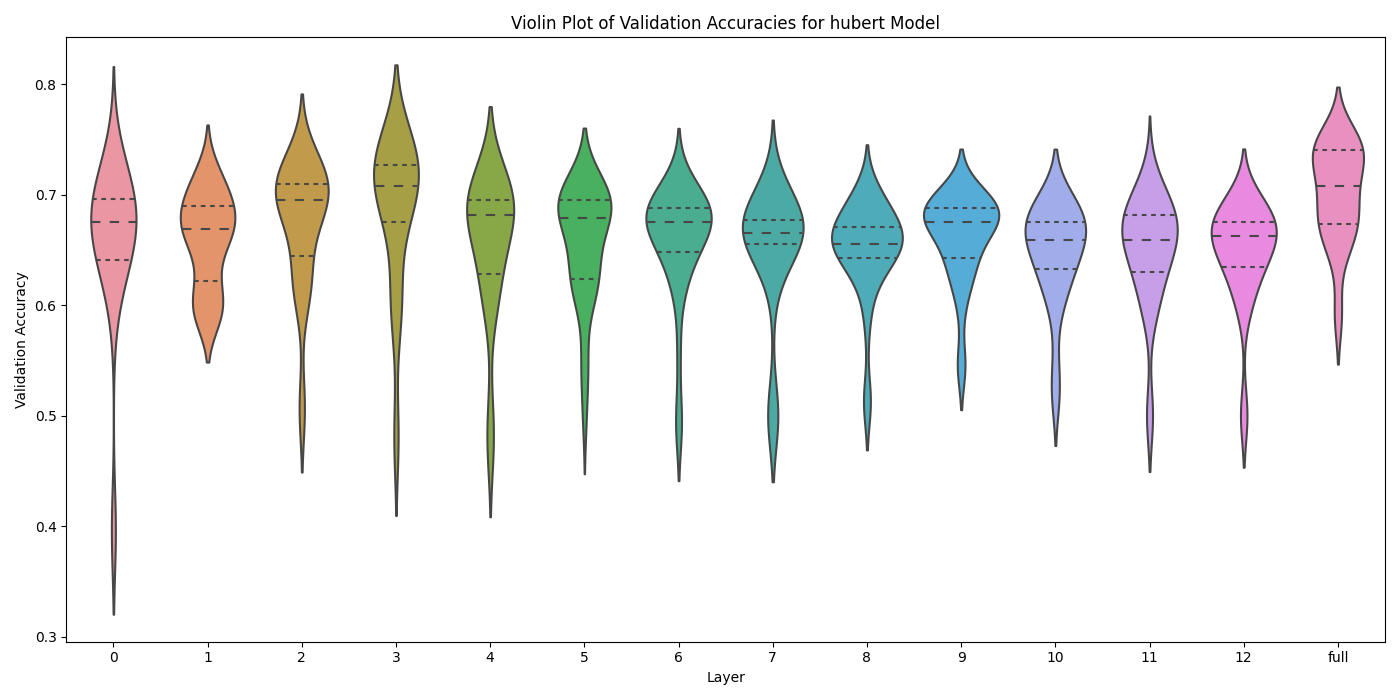 Violin Plot of Validation Accuracies for hubert Model
Validation Accuracy
0.8
0.7
0.6
0.5
0.4
0.3
0 1 2 3 4 5 6 7 8 9 10 11 12 full
Layer